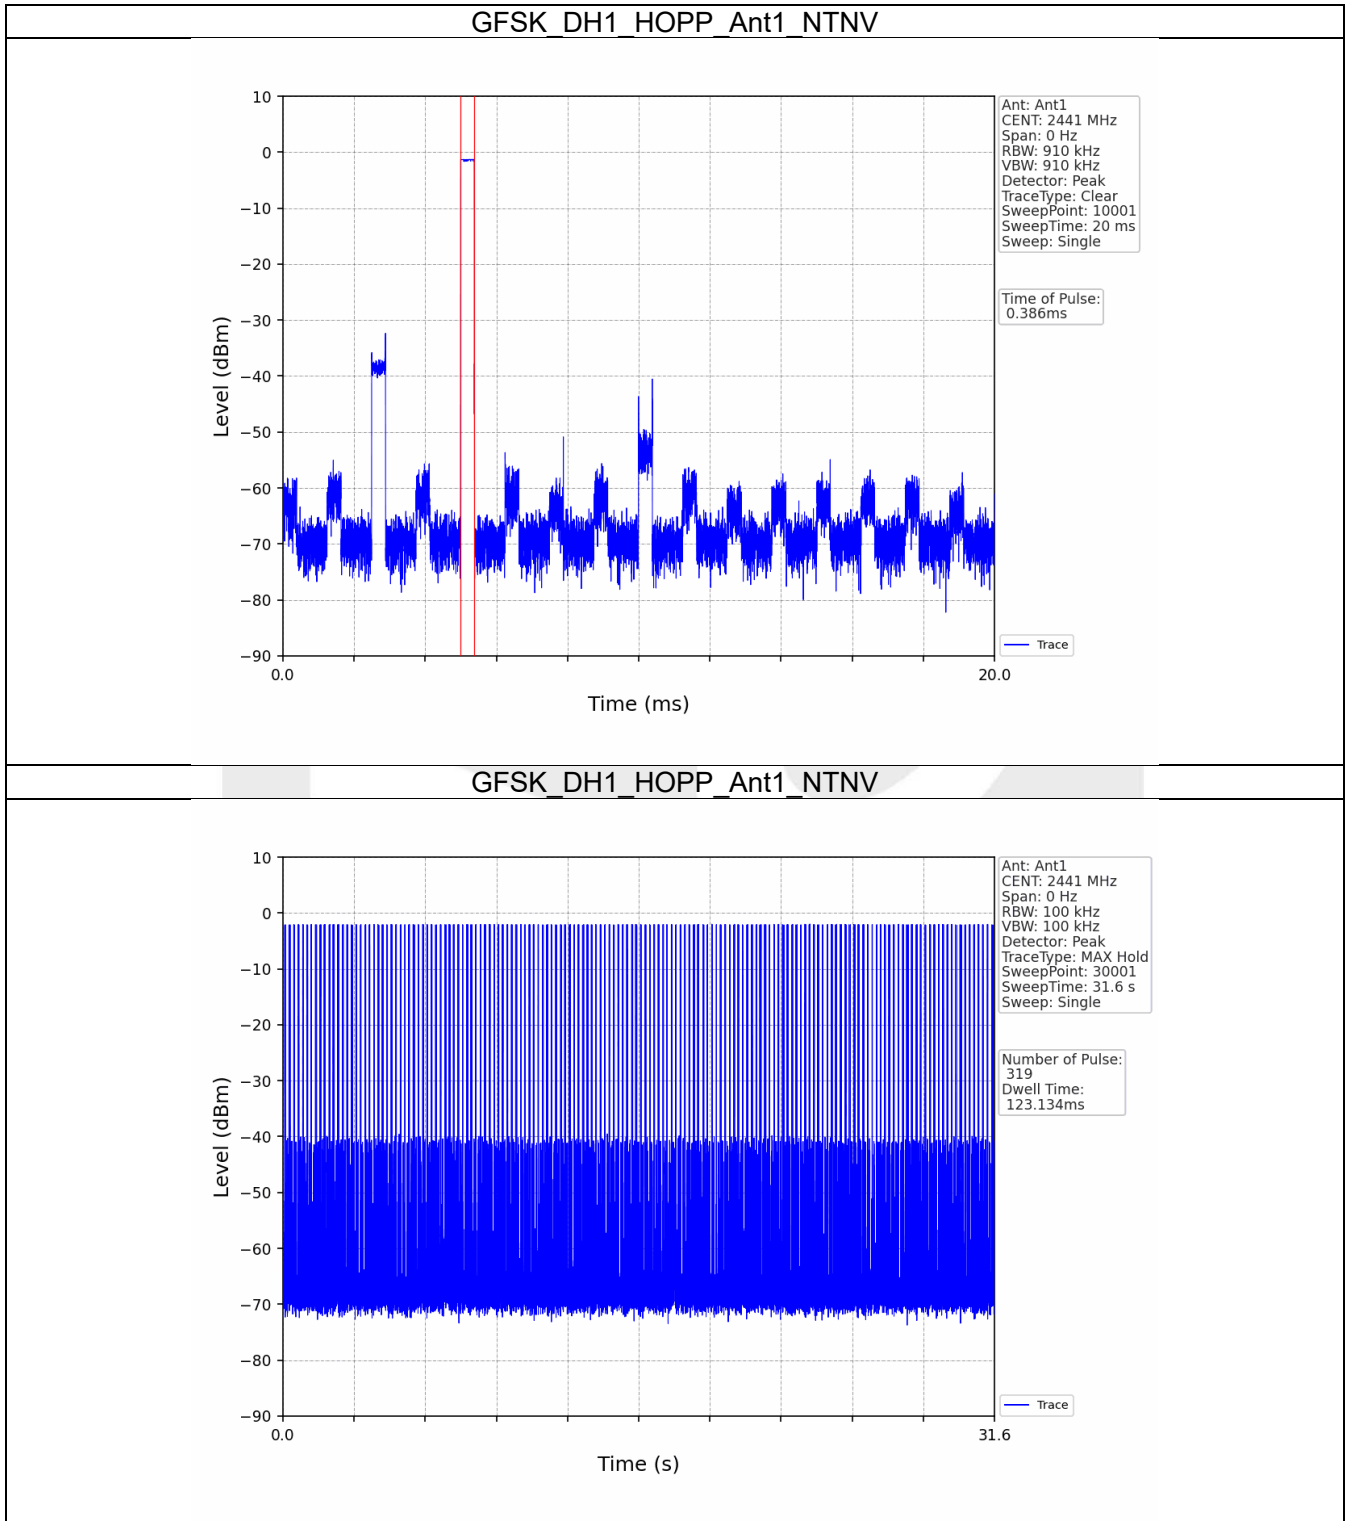 GFSK_DH1_HOPP_Ant1_NTNV
10
0
−10
−20
−30
−40
−50
−60
−70
−80
−90
Level (dBm)
0.0
20.0
Time (ms)
Ant: Ant1
CENT: 2441 MHz
Span: 0 Hz
RBW: 910 kHz
VBW: 910 kHz
Detector: Peak
TraceType: Clear
SweepPoint: 10001
SweepTime: 20 ms
Sweep: Single
Time of Pulse:
0.386ms
Trace
GFSK_DH1_HOPP_Ant1_NTNV
10
0
−10
−20
−30
−40
−50
−60
−70
−80
−90
Level (dBm)
0.0
31.6
Time (s)
Ant: Ant1
CENT: 2441 MHz
Span: 0 Hz
RBW: 100 kHz
VBW: 100 kHz
Detector: Peak
TraceType: MAX Hold
SweepPoint: 30001
SweepTime: 31.6 s
Sweep: Single
Number of Pulse:
319
Dwell Time:
123.134ms
Trace